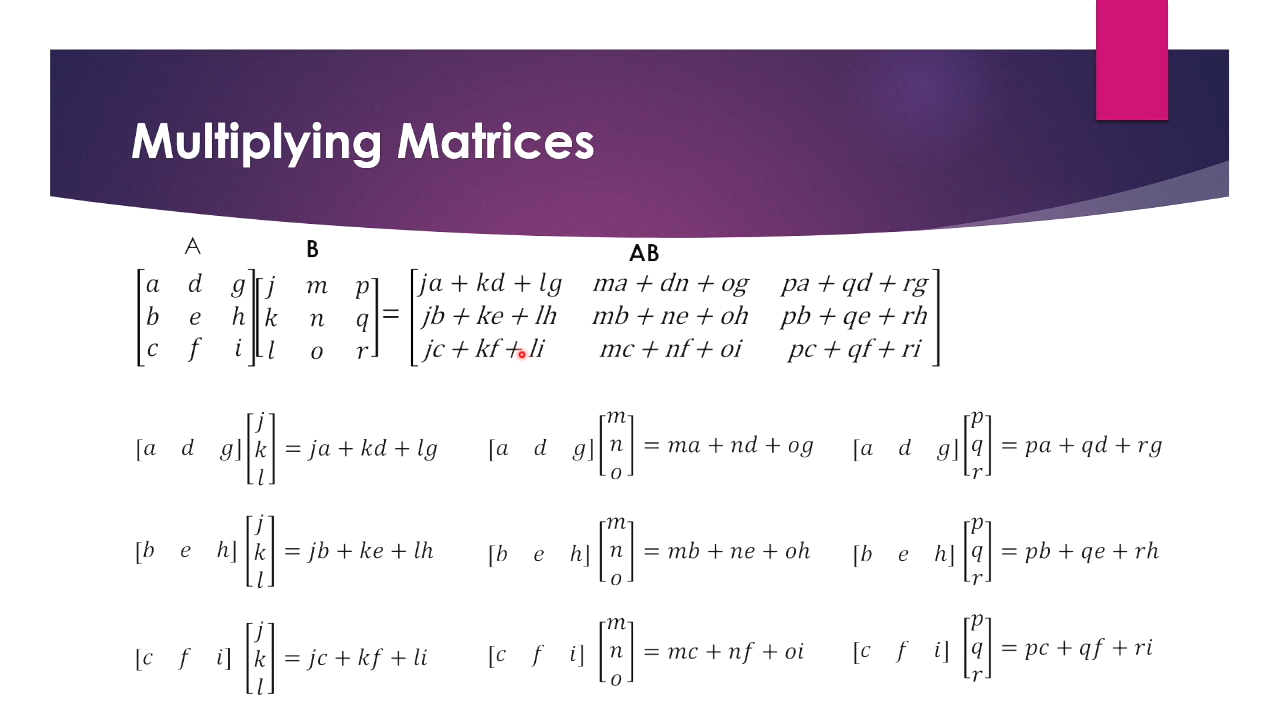 Multiplying Matrices
A B AB
[a d g] [j m p] = [ja + kd + lg ma + dn + og pa + qd + rg]
[b e h] [k n q] [jb + ke + lh mb + ne + oh pb + qe + rh]
[c f i] [l o r] [jc + kf + li mc + nf + oi pc + qf + ri]
[a d g] [j k l] = ja + kd + lg [a d g] [m n o] = ma + nd + og [a d g] [p q r] = pa + qd + rg
[b e h] [j k l] = jb + ke + lh [b e h] [m n o] = mb + ne + oh [b e h] [p q r] = pb + qe + rh
[c f i] [j k l] = jc + kf + li [c f i] [m n o] = mc + nf + oi [c f i] [p q r] = pc + qf + ri